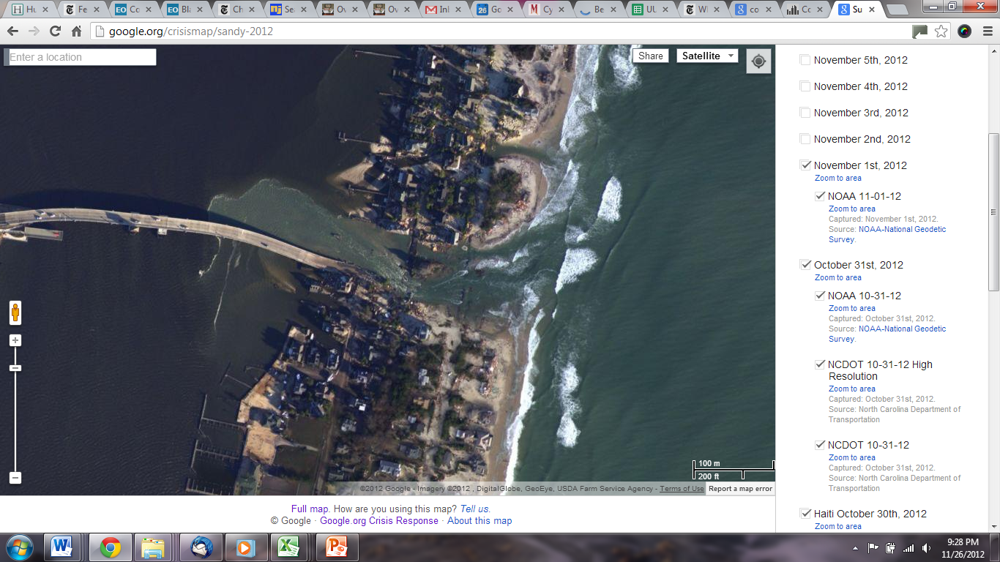 Hu
Fe
Co
Bla
Ch
Sea
Ov
Ov
Inl
26
Go
M
Cy
Be
UU
Wl
co
Co
Su
google.org/crisismap/sandy-2012
Enter a location
Share
Satellite
November 5th, 2012
November 4th, 2012
November 3rd, 2012
November 2nd, 2012
November 1st, 2012
Zoom to area
NOAA 11-01-12
Zoom to area
Captured: November 1st, 2012.
Source: NOAA-National Geodetic
Survey.
October 31st, 2012
Zoom to area
NOAA 10-31-12
Zoom to area
Captured: October 31st, 2012.
Source: NOAA-National Geodetic
Survey.
NCDOT 10-31-12 High
Resolution
Zoom to area
Captured: October 31st, 2012.
Source: North Carolina Department of
Transportation
NCDOT 10-31-12
Zoom to area
Captured: October 31st, 2012.
Source: North Carolina Department of
Transportation
Haiti October 30th, 2012
Zoom to area
100 m
200 ft
©2012 Google - Imagery ©2012 , DigitalGlobe, GeoEye, USDA Farm Service Agency - Terms of Use Report a map error
Full map. How are you using this map? Tell us.
© Google · Google.org Crisis Response · About this map
9:28 PM
11/26/2012